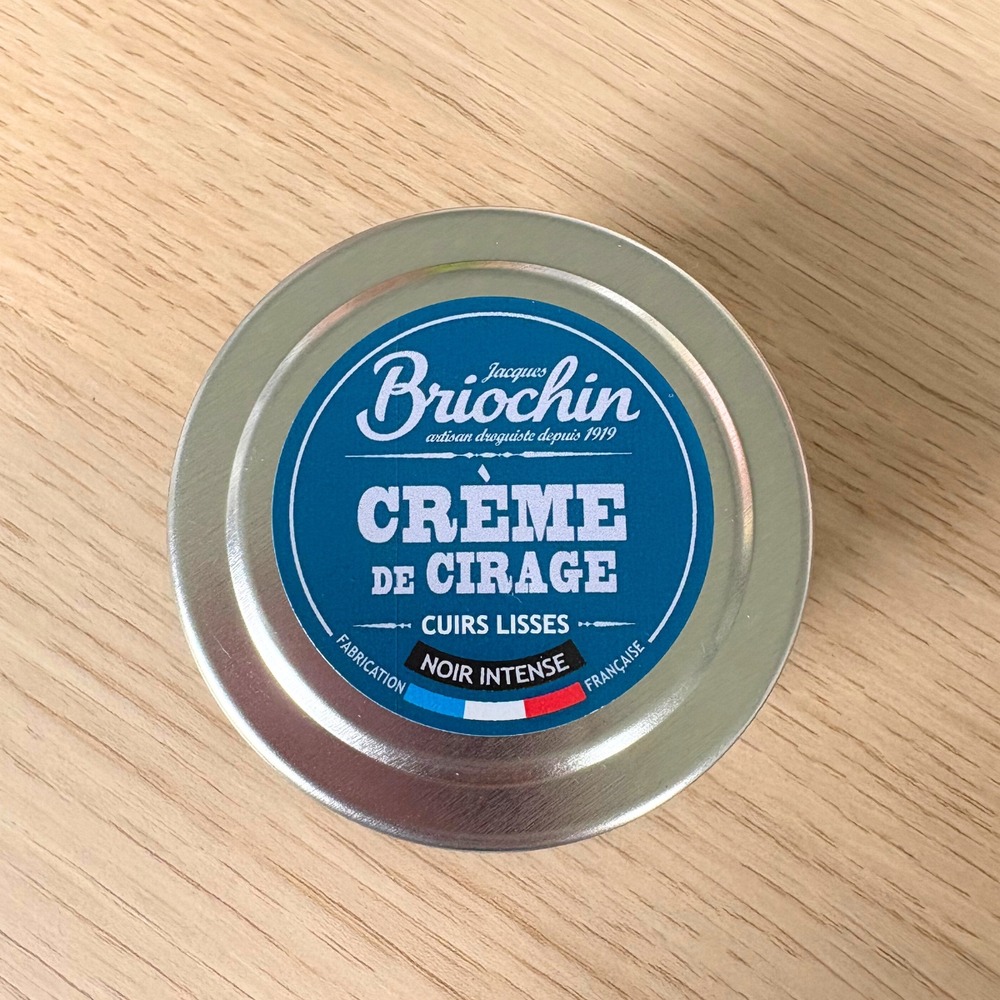 Jacques
Briochin
artisan droguiste depuis 1919
CRÈME
DE CIRAGE
CUIRS LISSES
NOIR INTENSE
FABRICATION FRANÇAISE